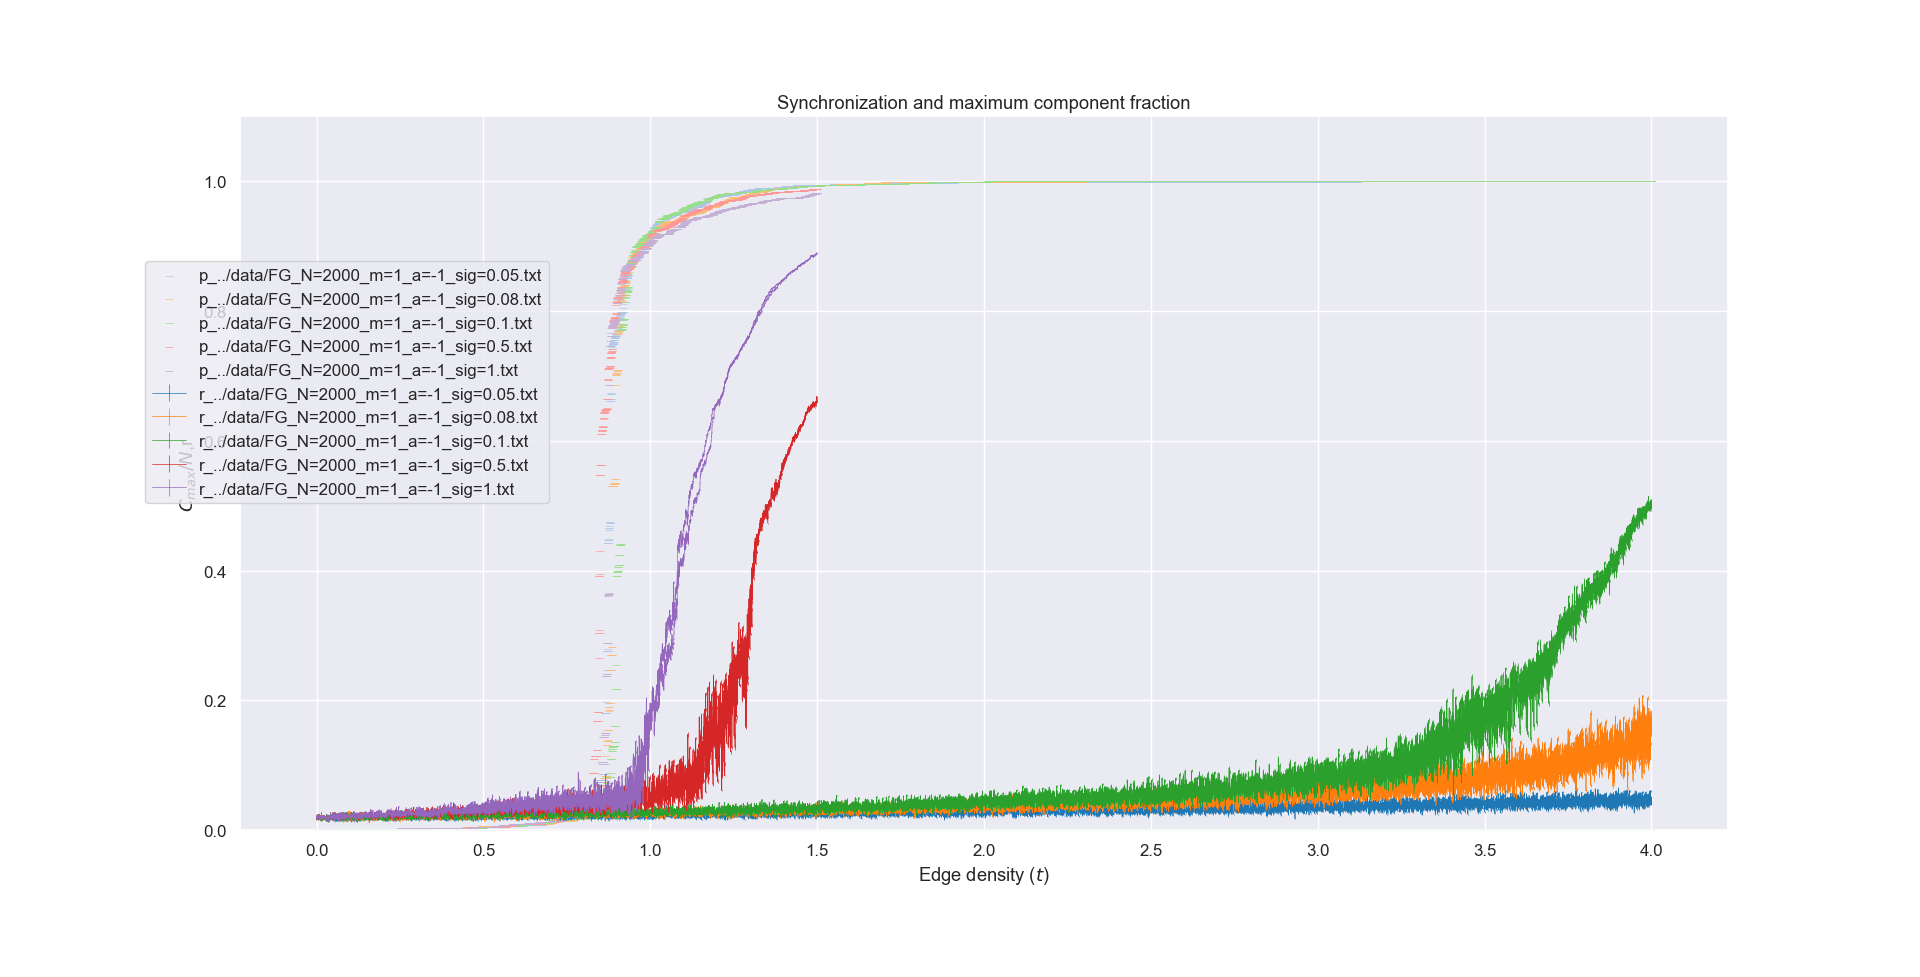 Synchronization and maximum component fraction
1.0
p_../data/FG_N=2000_m=1_a=-1_sig=0.05.txt
p_../data/FG_N=2000_m=1_a=-1_sig=0.08.txt
0.8
p_../data/FG_N=2000_m=1_a=-1_sig=0.1.txt
p_../data/FG_N=2000_m=1_a=-1_sig=0.5.txt
p_../data/FG_N=2000_m=1_a=-1_sig=1.txt
r_../data/FG_N=2000_m=1_a=-1_sig=0.05.txt
r_../data/FG_N=2000_m=1_a=-1_sig=0.08.txt
0.6
r_../data/FG_N=2000_m=1_a=-1_sig=0.1.txt
r_../data/FG_N=2000_m=1_a=-1_sig=0.5.txt
r_../data/FG_N=2000_m=1_a=-1_sig=1.txt
C_{max}/N, r
0.4
0.2
0.0
0.0 0.5 1.0 1.5 2.0 2.5 3.0 3.5 4.0
Edge density (t)